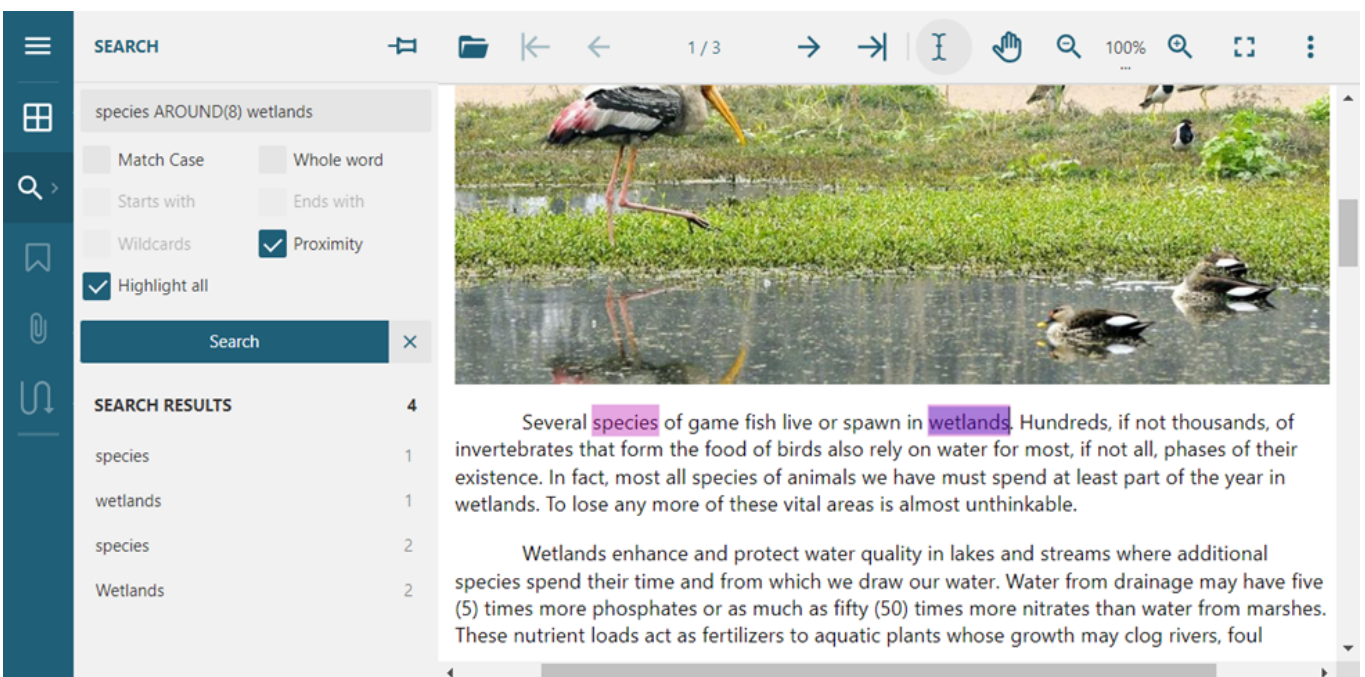 SEARCH
1 / 3
100%
...
species AROUND(8) wetlands
Match Case
Whole word
Starts with
Ends with
Wildcards
Proximity
Highlight all
Search
SEARCH RESULTS 4
species 1
wetlands 1
species 2
Wetlands 2
Several species of game fish live or spawn in wetlands. Hundreds, if not thousands, of
invertebrates that form the food of birds also rely on water for most, if not all, phases of their
existence. In fact, most all species of animals we have must spend at least part of the year in
wetlands. To lose any more of these vital areas is almost unthinkable.
Wetlands enhance and protect water quality in lakes and streams where additional
species spend their time and from which we draw our water. Water from drainage may have five
(5) times more phosphates or as much as fifty (50) times more nitrates than water from marshes.
These nutrient loads act as fertilizers to aquatic plants whose growth may clog rivers, foul